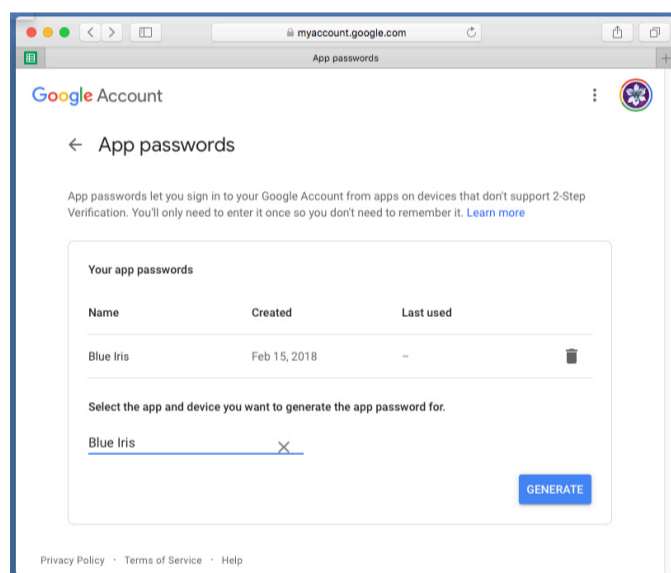 myaccount.google.com
App passwords
Google Account
App passwords
App passwords let you sign in to your Google Account from apps on devices that don't support 2-Step
Verification. You'll only need to enter it once so you don't need to remember it. Learn more
Your app passwords
Name Created Last used
Blue Iris Feb 15, 2018 –
Select the app and device you want to generate the app password for.
Blue Iris
GENERATE
Privacy Policy · Terms of Service · Help